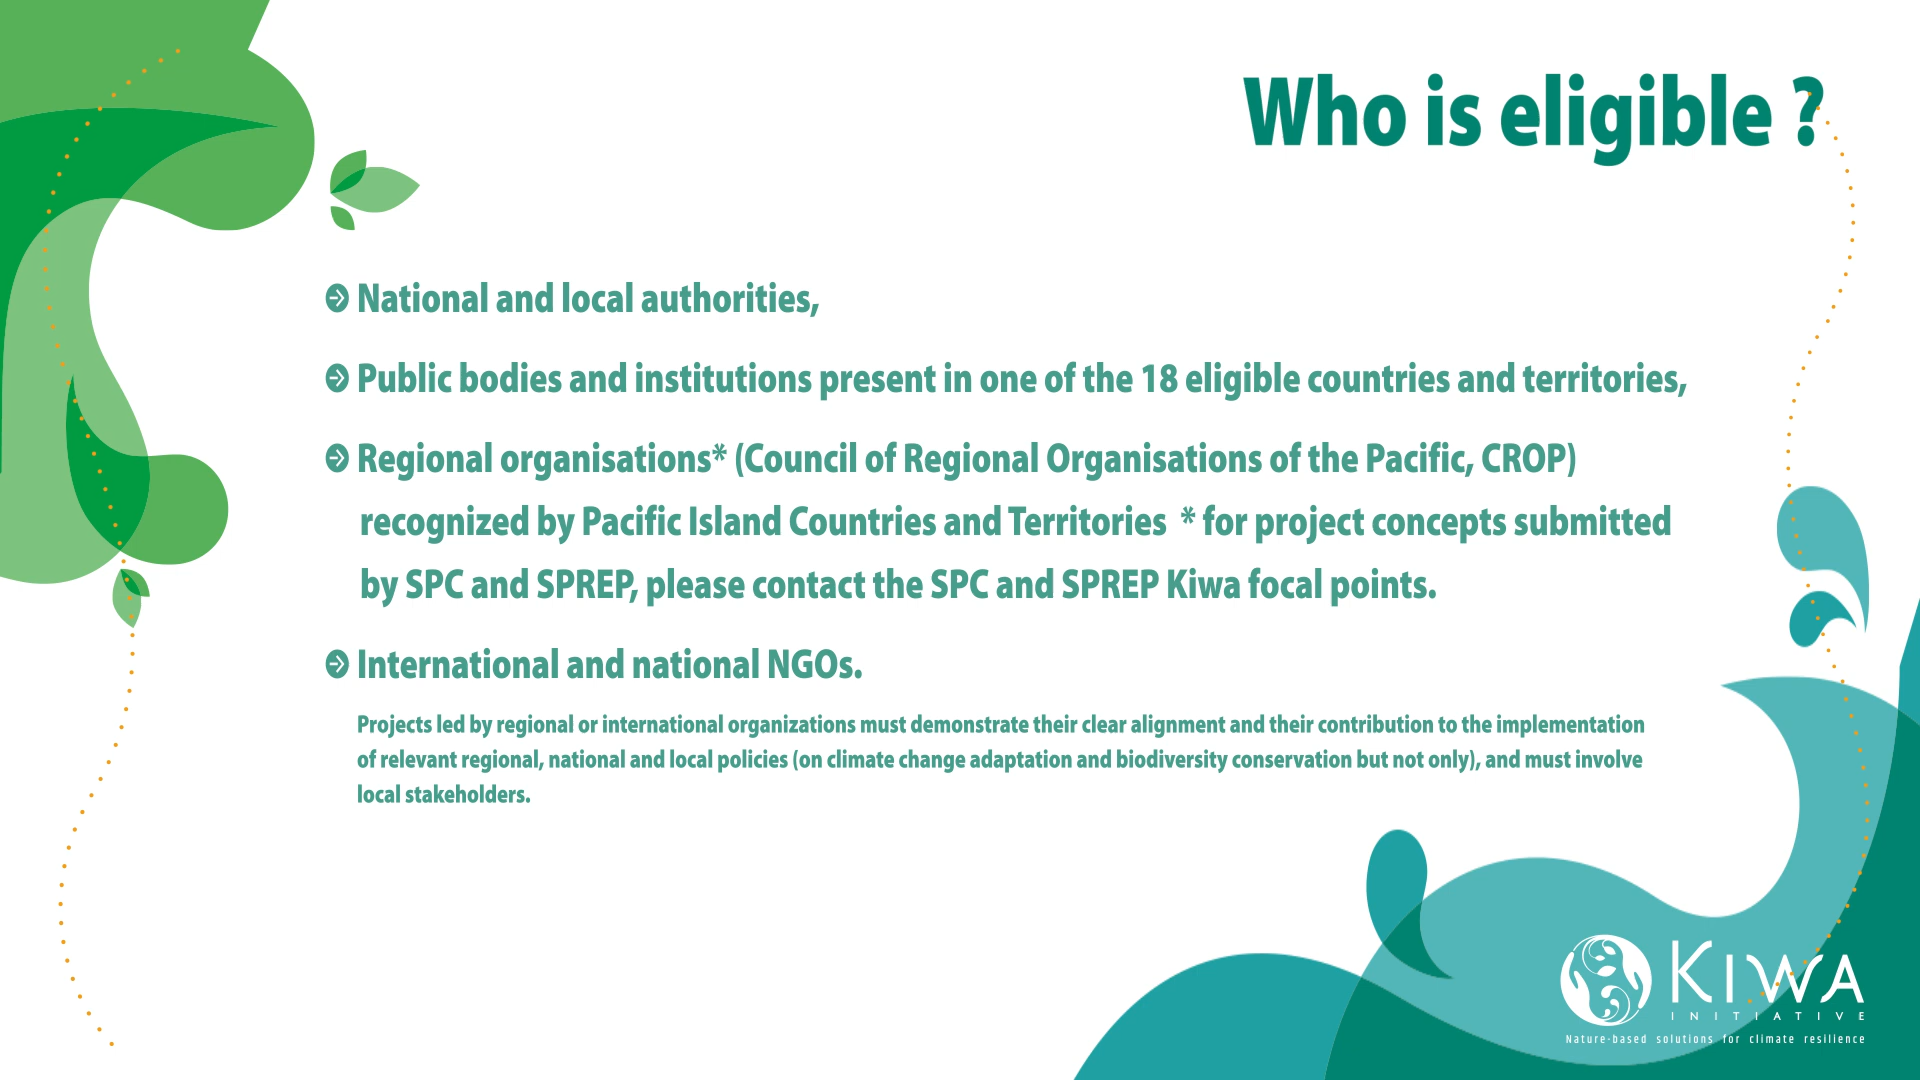 Who is eligible ?
National and local authorities,
Public bodies and institutions present in one of the 18 eligible countries and territories,
Regional organisations* (Council of Regional Organisations of the Pacific, CROP)
recognized by Pacific Island Countries and Territories * for project concepts submitted
by SPC and SPREP, please contact the SPC and SPREP Kiwa focal points.
International and national NGOs.
Projects led by regional or international organizations must demonstrate their clear alignment and their contribution to the implementation
of relevant regional, national and local policies (on climate change adaptation and biodiversity conservation but not only), and must involve
local stakeholders.
KIWA
INITIATIVE
Nature-based solutions for climate resilience